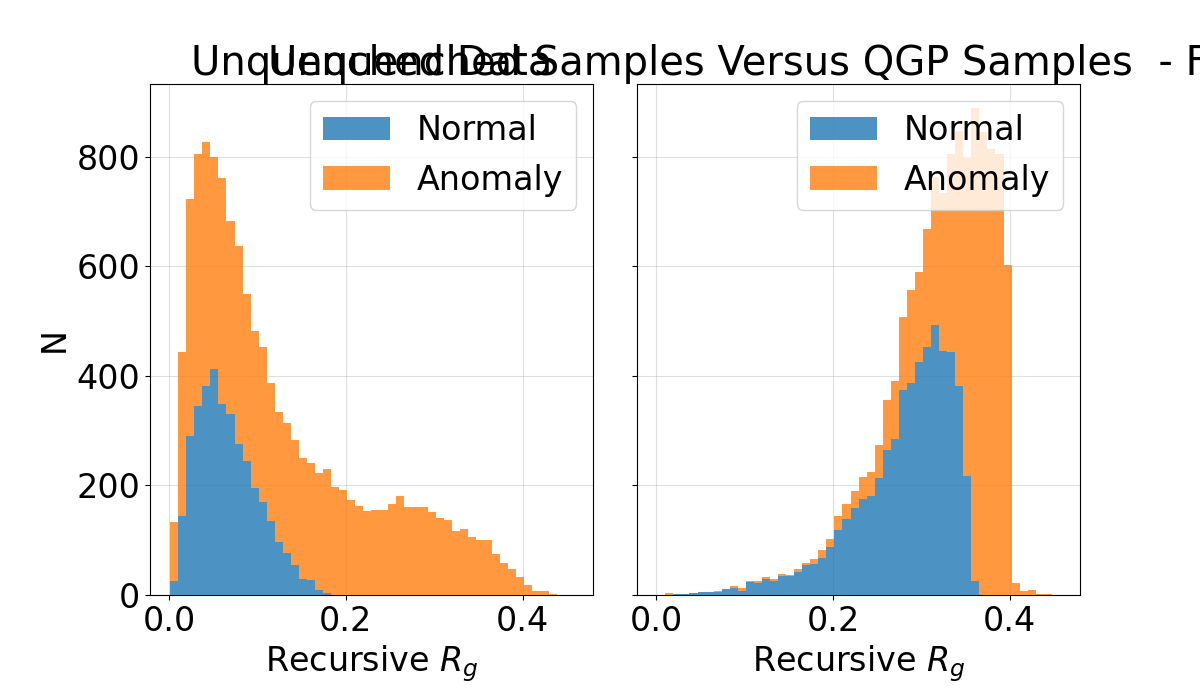 Unquenched Data
Unquenched Samples Versus QGP Samples -
Normal
Anomaly
Normal
Anomaly
N
800
600
400
200
0
0.0 0.2 0.4
0.0 0.2 0.4
Recursive $R_g$
Recursive $R_g$